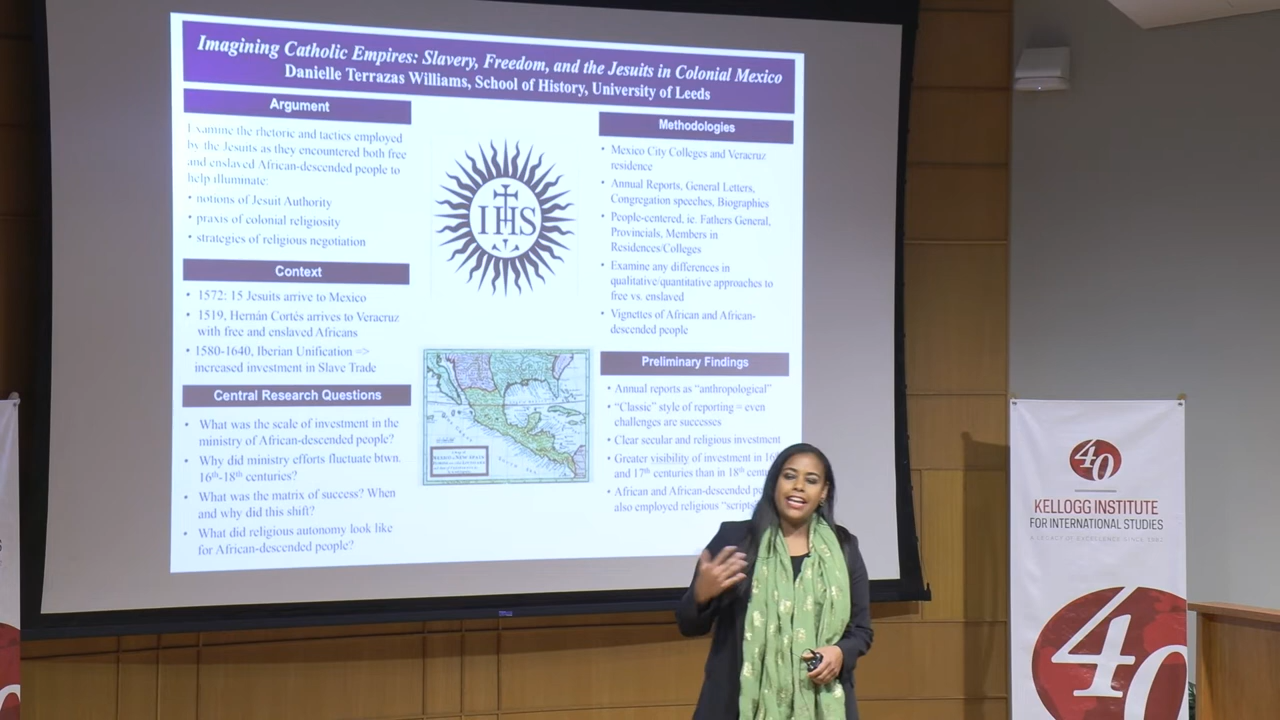 Imagining Catholic Empires: Slavery, Freedom, and the Jesuits in Colonial Mexico
Danielle Terrazas Williams, School of History, University of Leeds
Argument
Examine the rhetoric and tactics employed
by the Jesuits as they encountered both free
and enslaved African-descended people to
help illuminate:
• notions of Jesuit Authority
• praxis of colonial religiosity
• strategies of religious negotiation
Context
• 1572: 15 Jesuits arrive to Mexico
• 1519, Hernán Cortés arrives to Veracruz
with free and enslaved Africans
• 1580-1640, Iberian Unification =>
increased investment in Slave Trade
Central Research Questions
• What was the scale of investment in the
ministry of African-descended people?
• Why did ministry efforts fluctuate btwn.
16th-18th centuries?
• What was the matrix of success? When
and why did this shift?
• What did religious autonomy look like
for African-descended people?
IHS
MEXICO or NEW SPAIN
Methodologies
• Mexico City Colleges and Veracruz
residence
• Annual Reports, General Letters,
Congregation speeches, Biographies
• People-centered, ie. Fathers General,
Provincials, Members in
Residences/Colleges
• Examine any differences in
qualitative/quantitative approaches to
free vs. enslaved
• Vignettes of African and African-
descended people
Preliminary Findings
• Annual reports as “anthropological”
• “Classic” style of reporting = even
challenges are successes
• Clear secular and religious investment
• Greater visibility of investment in 16
and 17th centuries than in 18th
• African and African-descended
also employed religious “scripts
40
KELLOGG INSTITUTE
FOR INTERNATIONAL STUDIES
A LEGACY OF EXCELLENCE SINCE 1982
40